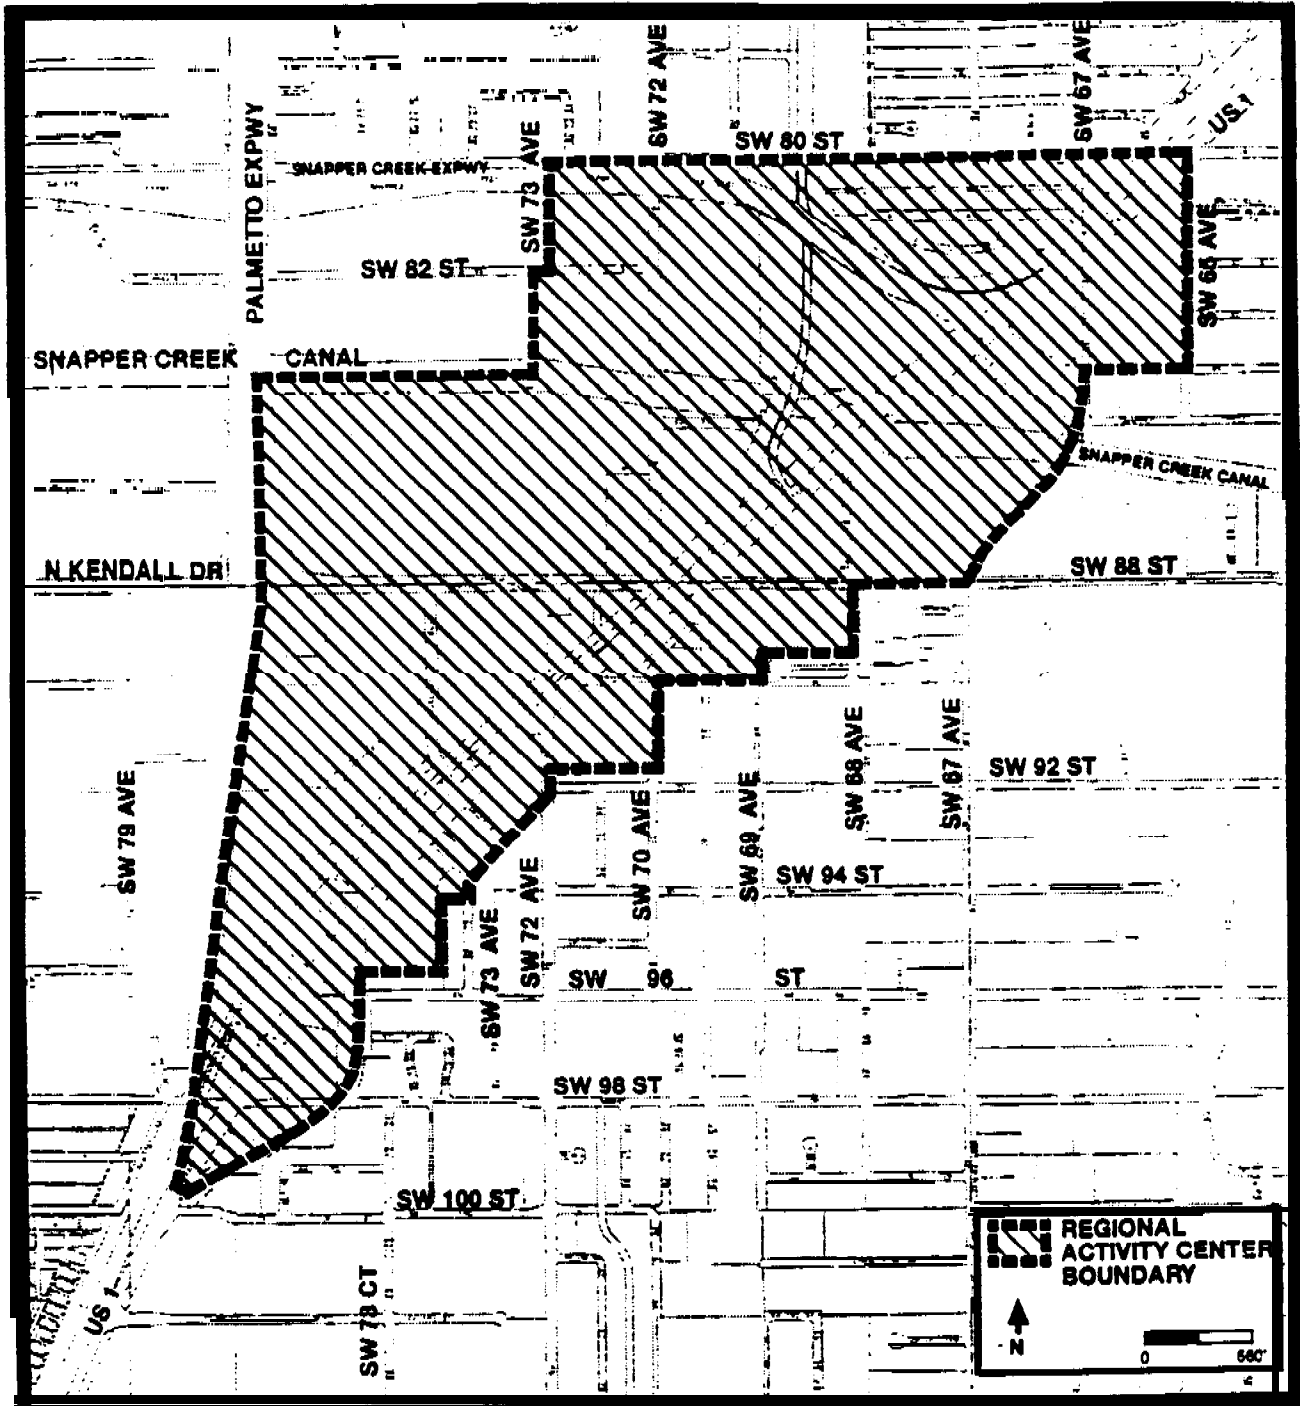 SW 72 AVE
SW 67 AVE
US 1
PALMETTO EXPWY
SW 73 AVE
SW 80 ST
SNAPPER CREEK EXPWY
SW 82 ST
SW 65 AVE
SNAPPER CREEK CANAL
SNAPPER CREEK CANAL
N KENDALL DR
SW 88 ST
SW 79 AVE
SW 68 AVE
SW 67 AVE
SW 92 ST
SW 70 AVE
SW 69 AVE
SW 94 ST
SW 72 AVE
SW 73 AVE
SW 96 ST
SW 98 ST
SW 100 ST
US 1
SW 78 CT
REGIONAL
ACTIVITY CENTER
BOUNDARY
N
0 560'